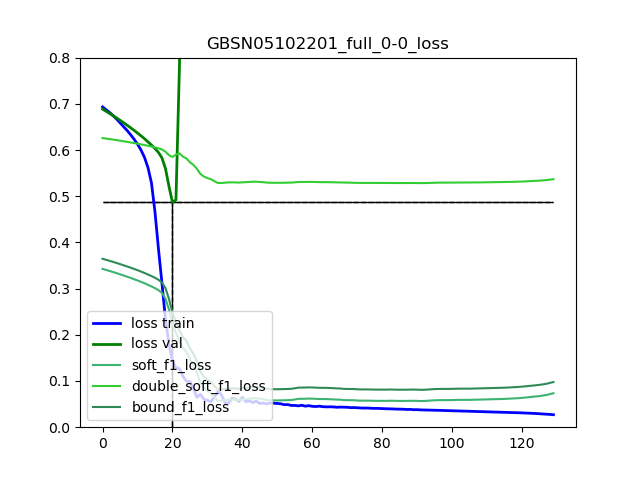 GBSN05102201_full_0-0_loss
0.8
0.7
0.6
0.5
0.4
0.3
0.2
0.1
0.0
loss train
loss val
soft_f1_loss
double_soft_f1_loss
bound_f1_loss
0 20 40 60 80 100 120